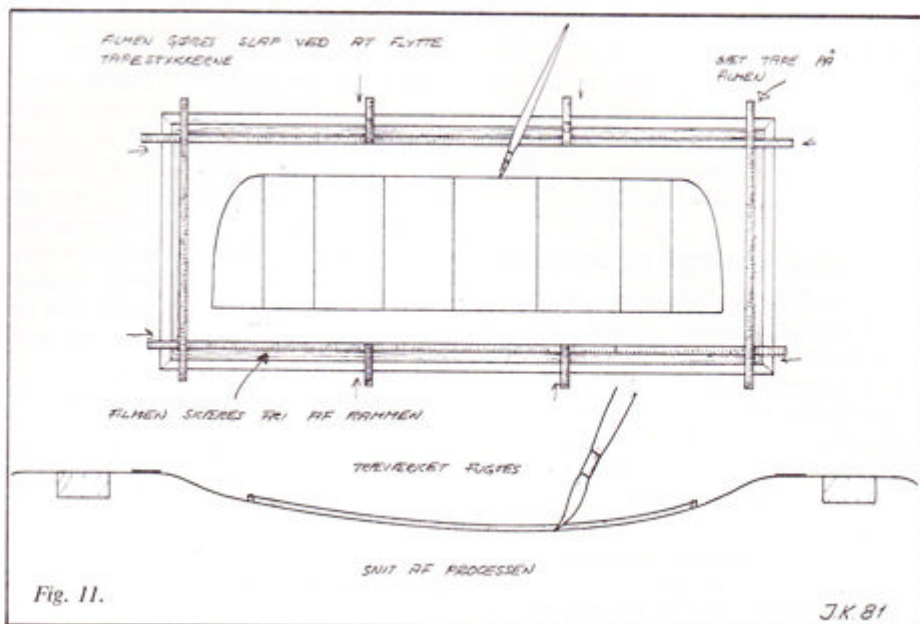 FILMEN GØRES SLAP VED AT FLYTTE
TAPESTYKKERNE
SÆT TAPE PÅ
FILMEN
FILMEN SKÆRES FRI AF RAMMEN
TRÆVÆRKET FUGTES
SNIT AF PROCESSEN
Fig. 11.
J.K. 81